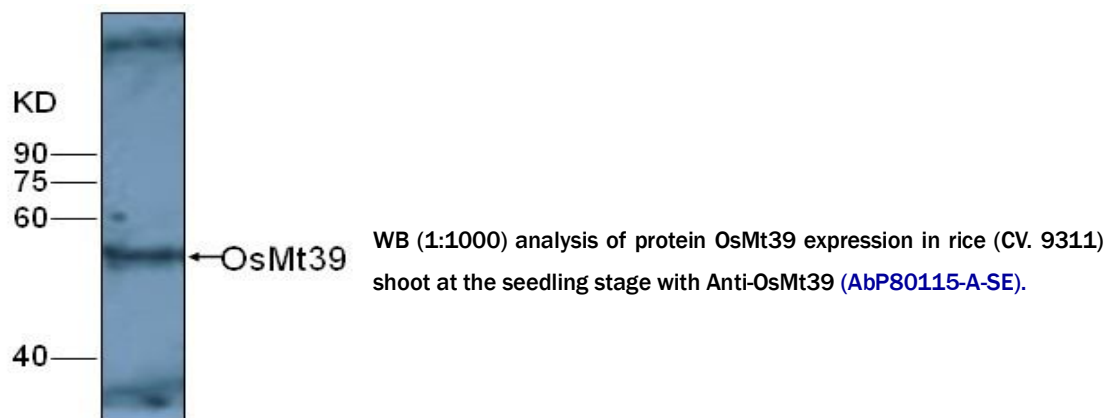 KD
90
75
60
OsMt39
40
WB (1:1000) analysis of protein OsMt39 expression in rice (CV. 9311)
shoot at the seedling stage with Anti-OsMt39 (AbP80115-A-SE).